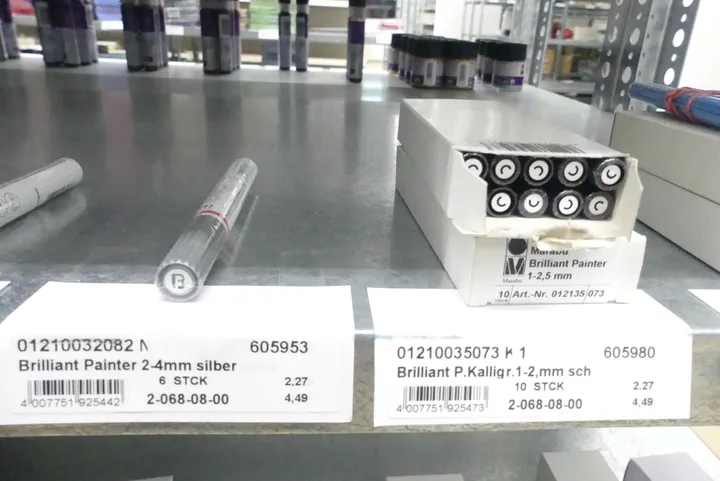 B
C C C C C
C C C C
Marabu
Marabu
Brilliant Painter
1-2,5 mm
10 Art.-Nr. 012135 073
01210032082 N 605953
Brilliant Painter 2-4mm silber
6 STCK 2,27
4 007751 925442 2-068-08-00 4,49
01210035073 K 1 605980
Brilliant P.Kalligr.1-2,mm sch
10 STCK 2,27
4 007751 925473 2-068-08-00 4,49